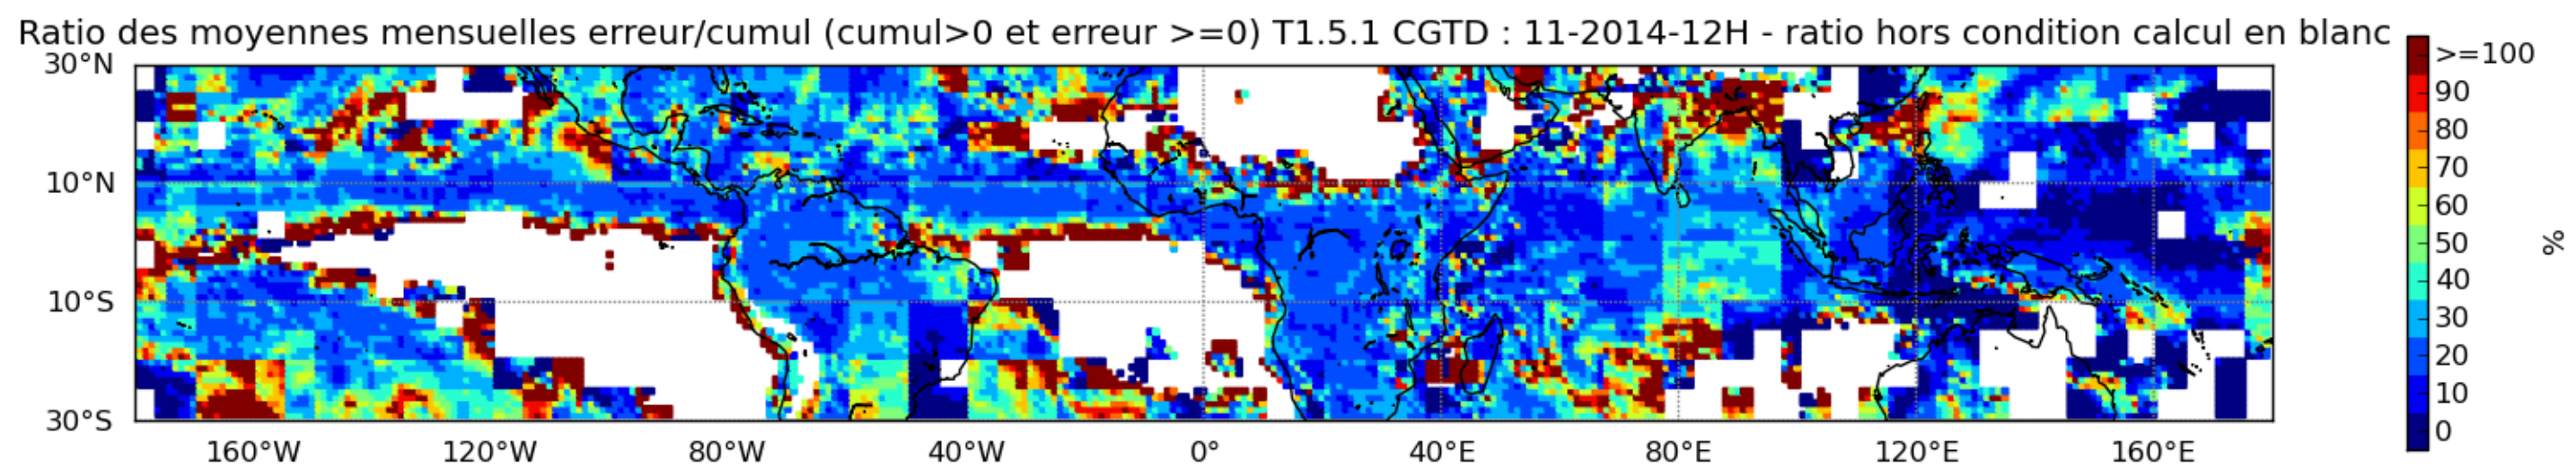 Ratio des moyennes mensuelles erreur/cumul (cumul>0 et erreur >=0) T1.5.1 CGTD : 11-2014-12H - ratio hors condition calcul en blanc
30°N
10°N
10°S
30°S
160°W 120°W 80°W 40°W 0° 40°E 80°E 120°E 160°E
>=100
90
80
70
60
50
40
30
20
10
0
%